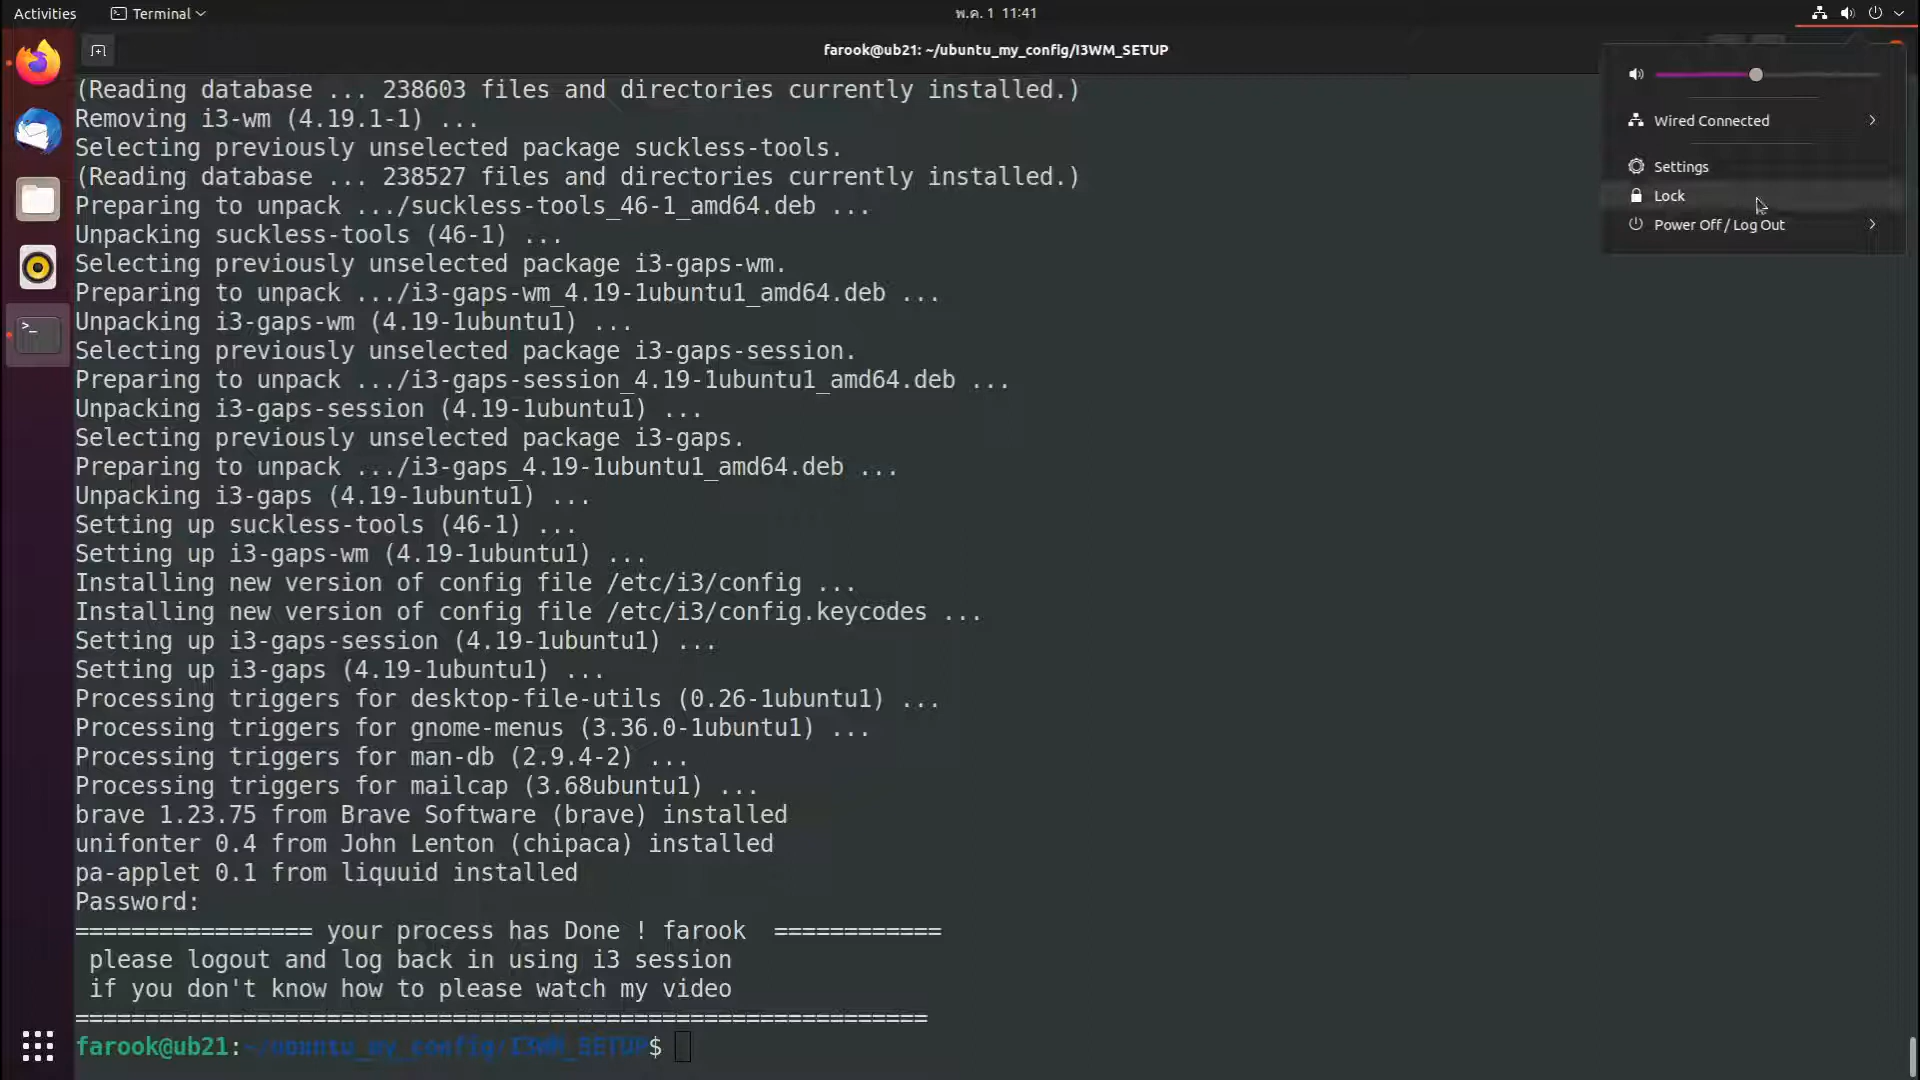 Activities
Terminal
พ.ค. 1 11:41
farook@ub21: ~/ubuntu_my_config/I3WM_SETUP
(Reading database ... 238603 files and directories currently installed.)
Removing i3-wm (4.19.1-1) ...
Selecting previously unselected package suckless-tools.
(Reading database ... 238527 files and directories currently installed.)
Preparing to unpack .../suckless-tools_46-1_amd64.deb ...
Unpacking suckless-tools (46-1) ...
Selecting previously unselected package i3-gaps-wm.
Preparing to unpack .../i3-gaps-wm_4.19-1ubuntu1_amd64.deb ...
Unpacking i3-gaps-wm (4.19-1ubuntu1) ...
Selecting previously unselected package i3-gaps-session.
Preparing to unpack .../i3-gaps-session_4.19-1ubuntu1_amd64.deb ...
Unpacking i3-gaps-session (4.19-1ubuntu1) ...
Selecting previously unselected package i3-gaps.
Preparing to unpack .../i3-gaps_4.19-1ubuntu1_amd64.deb ...
Unpacking i3-gaps (4.19-1ubuntu1) ...
Setting up suckless-tools (46-1) ...
Setting up i3-gaps-wm (4.19-1ubuntu1) ...
Installing new version of config file /etc/i3/config ...
Installing new version of config file /etc/i3/config.keycodes ...
Setting up i3-gaps-session (4.19-1ubuntu1) ...
Setting up i3-gaps (4.19-1ubuntu1) ...
Processing triggers for desktop-file-utils (0.26-1ubuntu1) ...
Processing triggers for gnome-menus (3.36.0-1ubuntu1) ...
Processing triggers for man-db (2.9.4-2) ...
Processing triggers for mailcap (3.68ubuntu1) ...
brave 1.23.75 from Brave Software (brave) installed
unifonter 0.4 from John Lenton (chipaca) installed
pa-applet 0.1 from liquuid installed
Password:
================= your process has Done ! farook  ============
please logout and log back in using i3 session
if you don't know how to please watch my video
=============================================================
farook@ub21:~/ubuntu_my_config/I3WM_SETUP$
Wired Connected
Settings
Lock
Power Off / Log Out